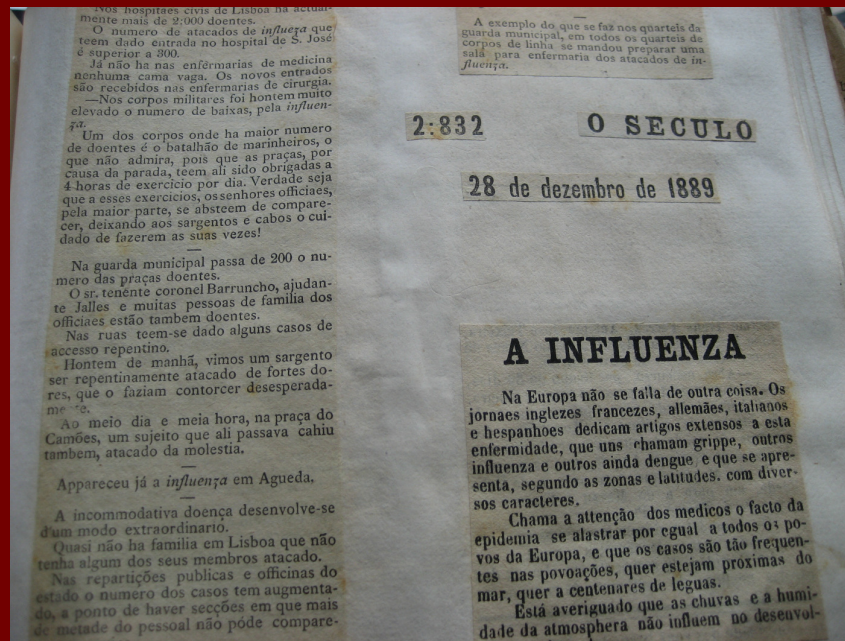 Nos hospitaes civis de Lisboa ha actual-
mente mais de 2:000 doentes.
O numero de atacados de influeza que
teem dado entrada no hospital de S. José
é superior a 300.
Já não ha nas enfermarias de medicina
nenhuma cama vaga. Os novos entrados
são recebidos nas enfermarias de cirurgia.
—Nos corpos militares foi hontem muito
elevado o numero de baixas, pela influen-
za.
Um dos corpos onde ha maior numero
de doentes é o batalhão de marinheiros, o
que não admira, pois que as praças, por
causa da parada, teem ali sido obrigadas a
4 horas de exercicio por dia. Verdade seja
que a esses exercicios, os senhores officiaes,
pela maior parte, se absteem de compare-
cer, deixando aos sargentos e cabos o cui-
dado de fazerem as suas vezes!
Na guarda municipal passa de 200 o nu-
mero das praças doentes.
O sr. tenente coronel Barruncho, ajudan-
te Jalles e muitas pessoas de familia dos
officiaes estão tambem doentes.
Nas ruas teem-se dado alguns casos de
accesso repentino.
Hontem de manhã, vimos um sargento
ser repentinamente atacado de fortes do-
res, que o faziam contorcer desesperada-
me te.
Ao meio dia e meia hora, na praça do
Camões, um sujeito que ali passava cahiu
tambem, atacado da molestia.
Appareceu já a influenza em Agueda.
A incommodativa doença desenvolve-se
d'um modo extraordinario.
Quasi não ha familia em Lisboa que não
tenha algum dos seus membros atacado.
Nas repartições publicas e officinas do
estado o numero dos casos tem augmenta-
do, a ponto de haver secções em que mais
de metade do pessoal não póde compare-
A exemplo do que se faz nos quarteis da
guarda municipal, em todos os quarteis de
corpos de linha se mandou preparar uma
sala para enfermaria dos atacados de in-
fluenza.
2:832 O SECULO
28 de dezembro de 1889
A INFLUENZA
Na Europa não se falla de outra coisa. Os
jornaes inglezes francezes, allemães, italianos
e hespanhoes dedicam artigos extensos a esta
enfermidade, que uns chamam grippe, outros
influenza e outros ainda dengue e que se apre-
senta, segundo as zonas e latitudes. com diver-
sos caracteres.
Chama a attenção dos medicos o facto da
epidemia se alastrar por egual a todos os po-
vos da Europa, e que os casos são tão frequen-
tes nas povoações, quer estejam proximas do
mar, quer a centenares de leguas.
Está averiguado que as chuvas e a humi-
dade da atmosphera não influem no desenvol-